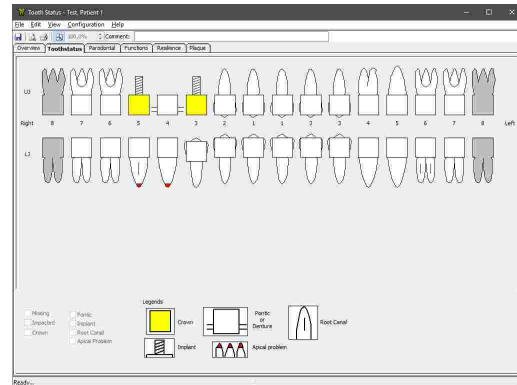 Tooth Status - Test, Patient 1
File Edit View Configuration Help
100,0% Comment:
Overview Toothstatus Parodontal Functions Resilience Plaque
UJ
Right 8 7 6 5 4 3 2 1 1 2 3 3 4 5 6 7 8 Left
LJ
Legends
Missing Pontic
Impacted Implant
Crown Root Canal
Apical Problem
Crown
Pontic
or
Denture
Root Canal
Implant
Apical problem
Ready...